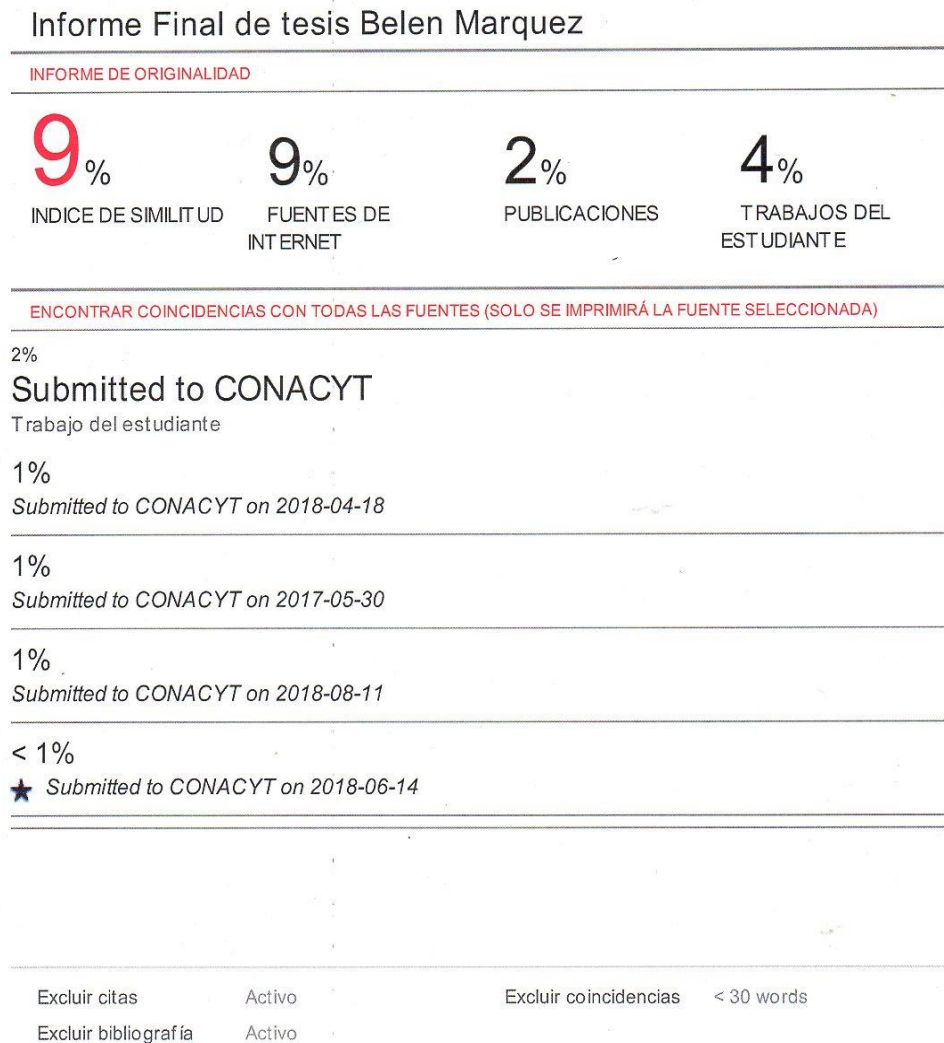 Informe Final de tesis Belen Marquez
INFORME DE ORIGINALIDAD
9% 9% 2% 4%
INDICE DE SIMILITUD FUENTES DE INTERNET PUBLICACIONES TRABAJOS DEL ESTUDIANTE
ENCONTRAR COINCIDENCIAS CON TODAS LAS FUENTES (SOLO SE IMPRIMIRÁ LA FUENTE SELECCIONADA)
2%
Submitted to CONACYT
Trabajo del estudiante
1%
Submitted to CONACYT on 2018-04-18
1%
Submitted to CONACYT on 2017-05-30
1%
Submitted to CONACYT on 2018-08-11
< 1%
★ Submitted to CONACYT on 2018-06-14
Excluir citas Activo Excluir coincidencias < 30 words
Excluir bibliografía Activo